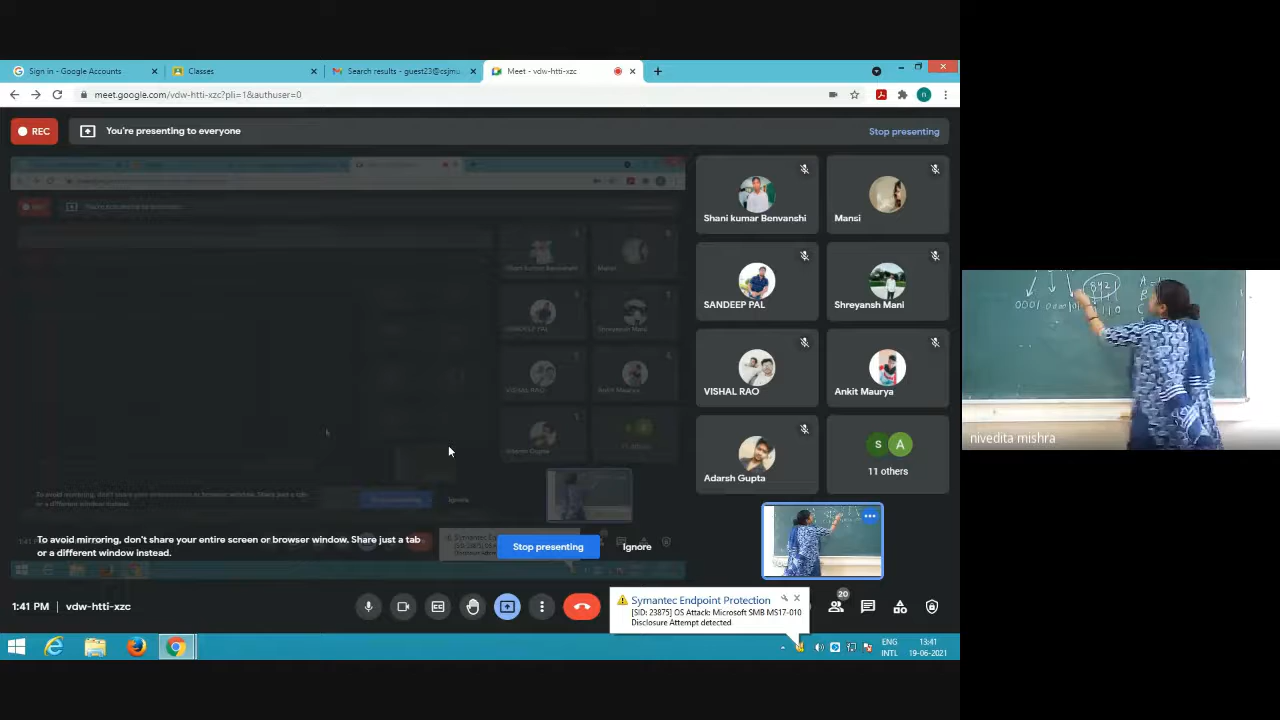 Sign in - Google Accounts
Classes
Search results - guest23@csjmu
Meet - vdw-htti-xzc
meet.google.com/vdw-htti-xzc?pli=1&authuser=0
REC
You're presenting to everyone
Stop presenting
Shani kumar Benvanshi
Mansi
SANDEEP PAL
Shreyansh Mani
VISHAL RAO
Ankit Maurya
Adarsh Gupta
S
A
11 others
To avoid mirroring, don't share your entire screen or browser window. Share just a tab
or a different window instead.
Stop presenting
Ignore
1:41 PM | vdw-htti-xzc
Symantec Endpoint Protection
[SID: 23875] OS Attack: Microsoft SMB MS17-010
Disclosure Attempt detected
20
ENG
INTL
13:41
19-06-2021
0001
8421
nivedita mishra